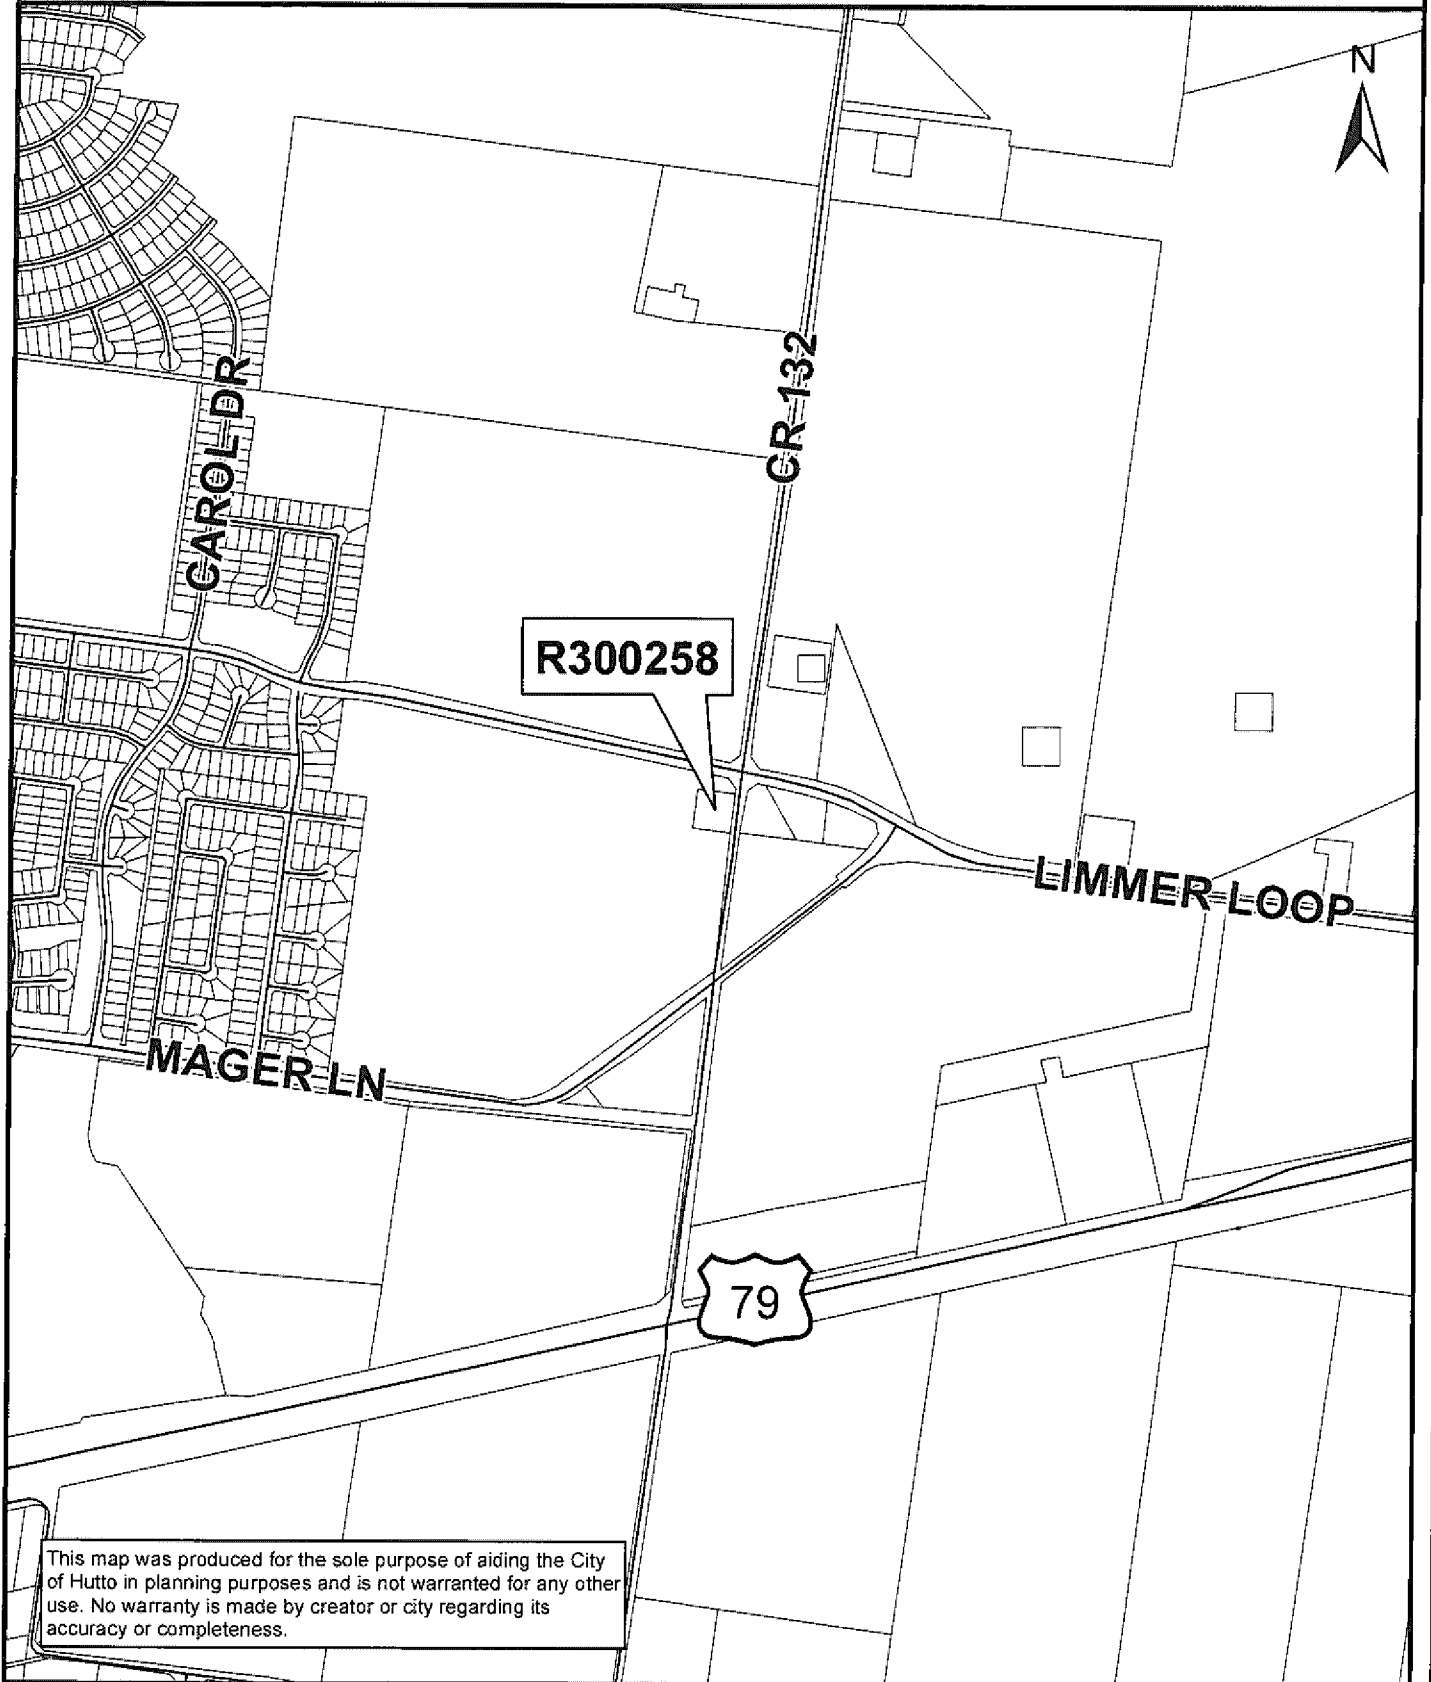 N
CR 132
CAROL DR
R300258
LIMMER LOOP
MAGER LN
79
This map was produced for the sole purpose of aiding the City
of Hutto in planning purposes and is not warranted for any other
use. No warranty is made by creator or city regarding its
accuracy or completeness.